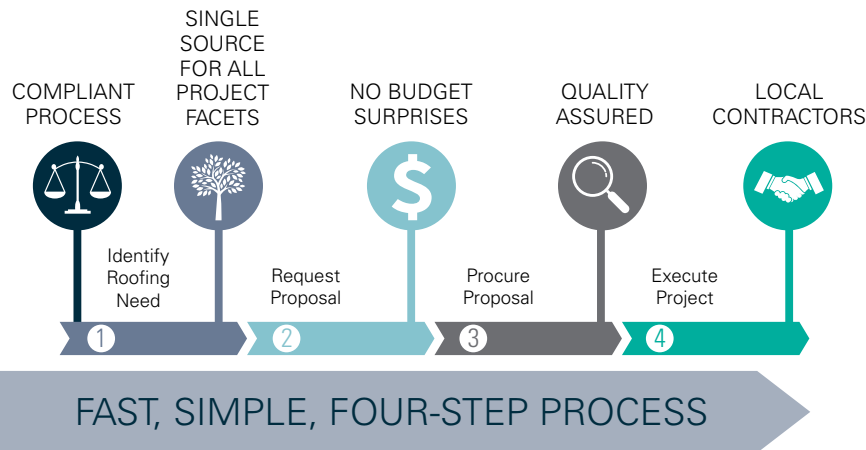 COMPLIANT
PROCESS
SINGLE
SOURCE
FOR ALL
PROJECT
FACETS
NO BUDGET
SURPRISES
QUALITY
ASSURED
LOCAL
CONTRACTORS
$
Identify
Roofing
Need
Request
Proposal
Procure
Proposal
Execute
Project
1
2
3
4
FAST, SIMPLE, FOUR-STEP PROCESS